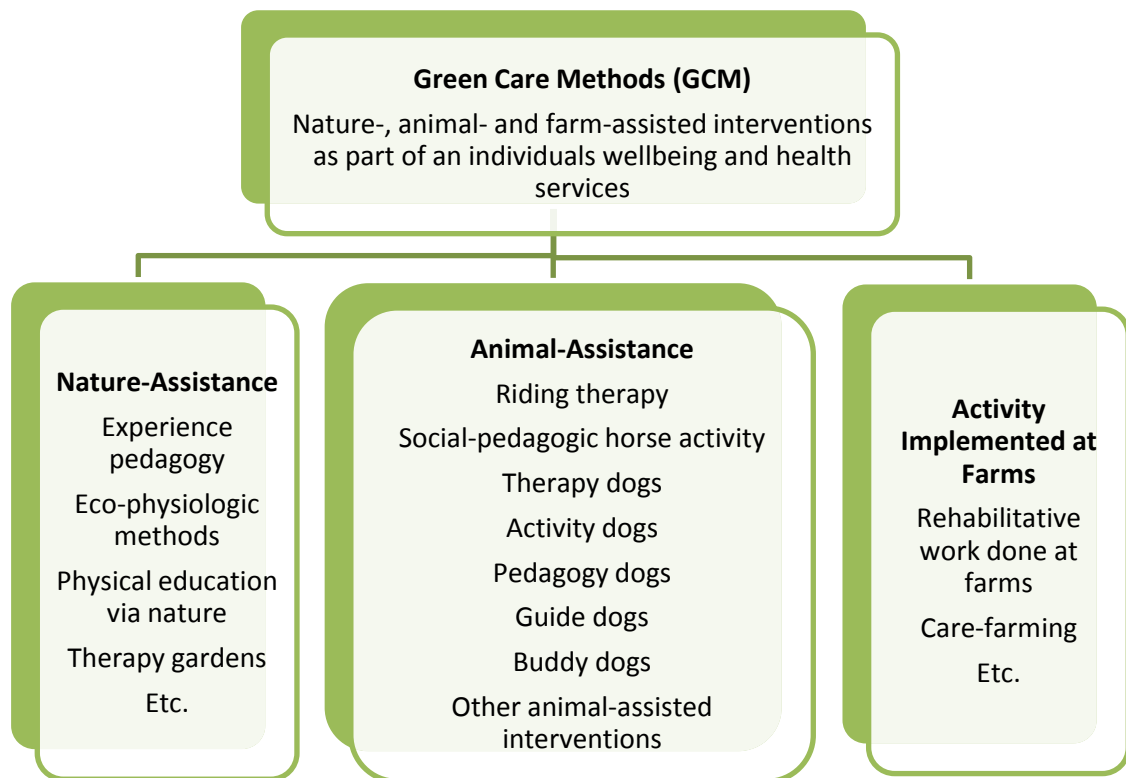 Green Care Methods (GCM)
Nature-, animal- and farm-assisted interventions
as part of an individuals wellbeing and health
services
Nature-Assistance
Experience
pedagogy
Eco-physiologic
methods
Physical education
via nature
Therapy gardens
Etc.
Animal-Assistance
Riding therapy
Social-pedagogic horse activity
Therapy dogs
Activity dogs
Pedagogy dogs
Guide dogs
Buddy dogs
Other animal-assisted
interventions
Activity
Implemented at
Farms
Rehabilitative
work done at
farms
Care-farming
Etc.